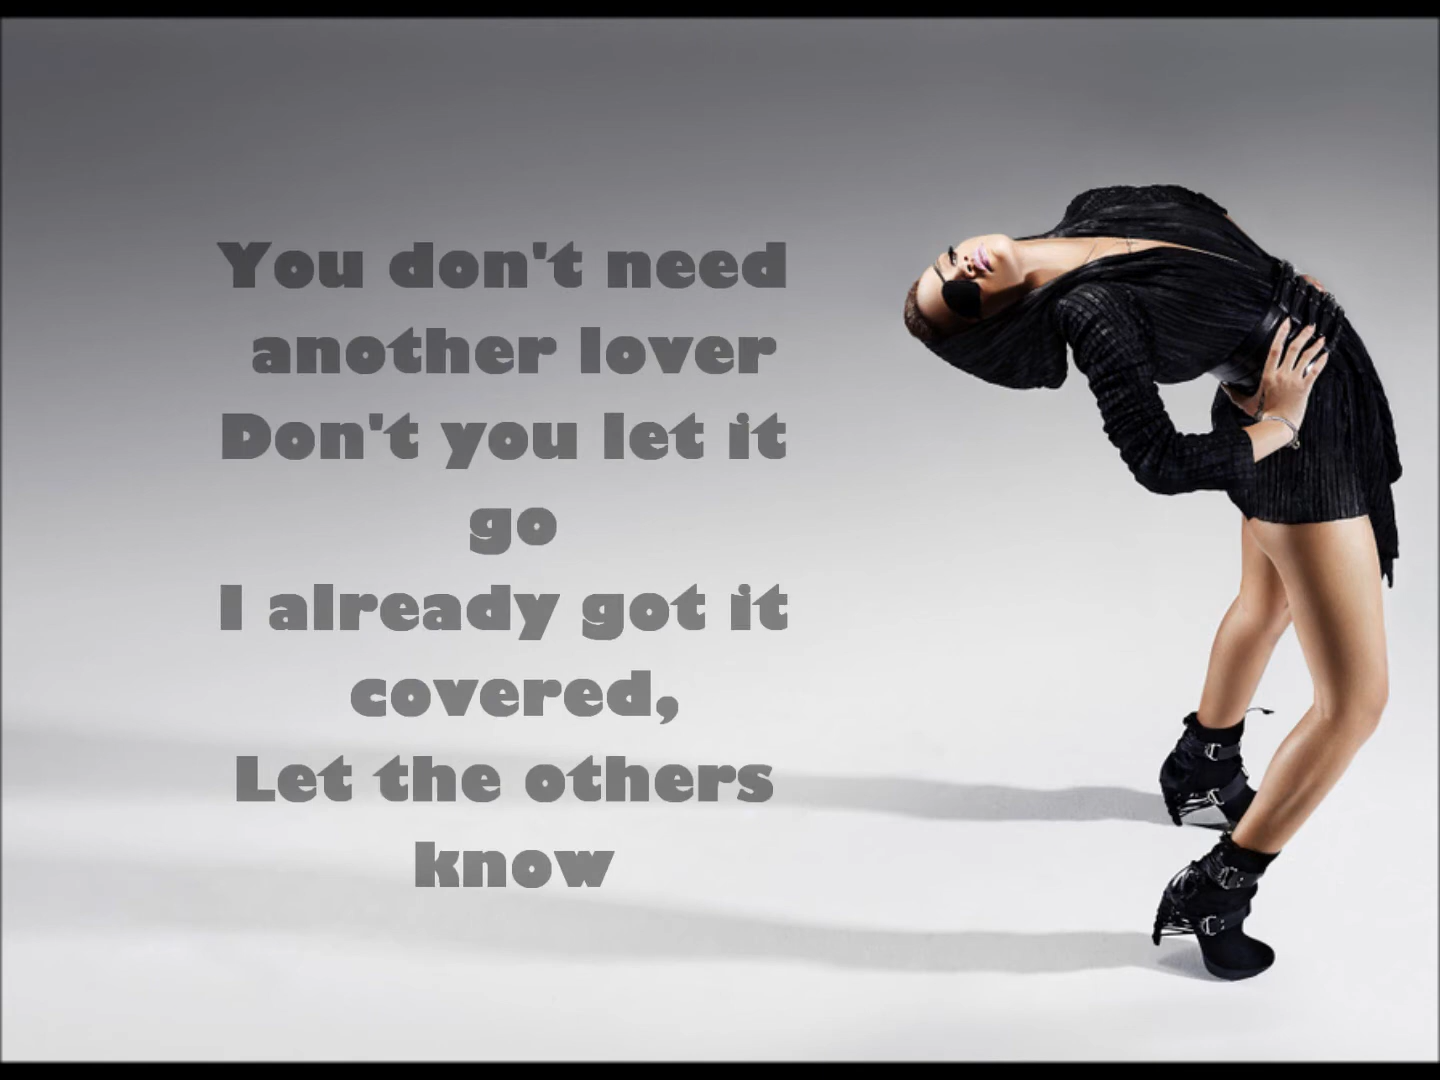 You don't need
another lover
Don't you let it
go
I already got it
covered,
Let the others
know